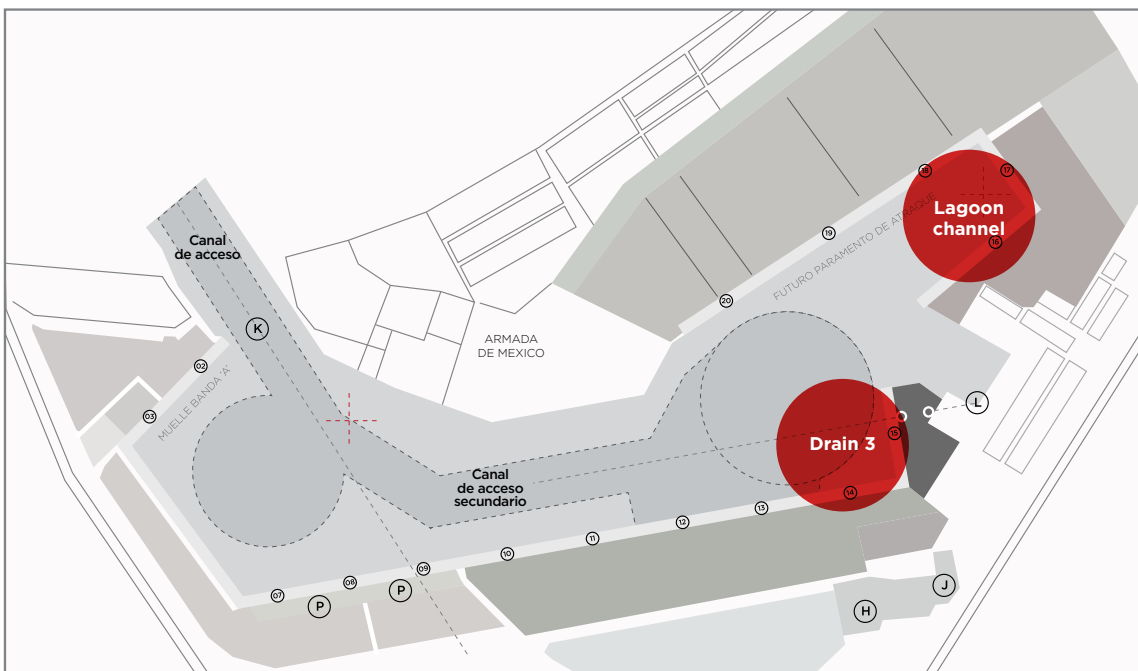 18
17
Lagoon
channel
16
19
FUTURO PARAMENTO DE ATRAQUE
Canal
de acceso
20
K
ARMADA
DE MEXICO
02
MUELLE BANDA 'A'
03
L
15
Drain 3
Canal
de acceso
secundario
14
13
12
11
10
09
08
07
P
P
J
H